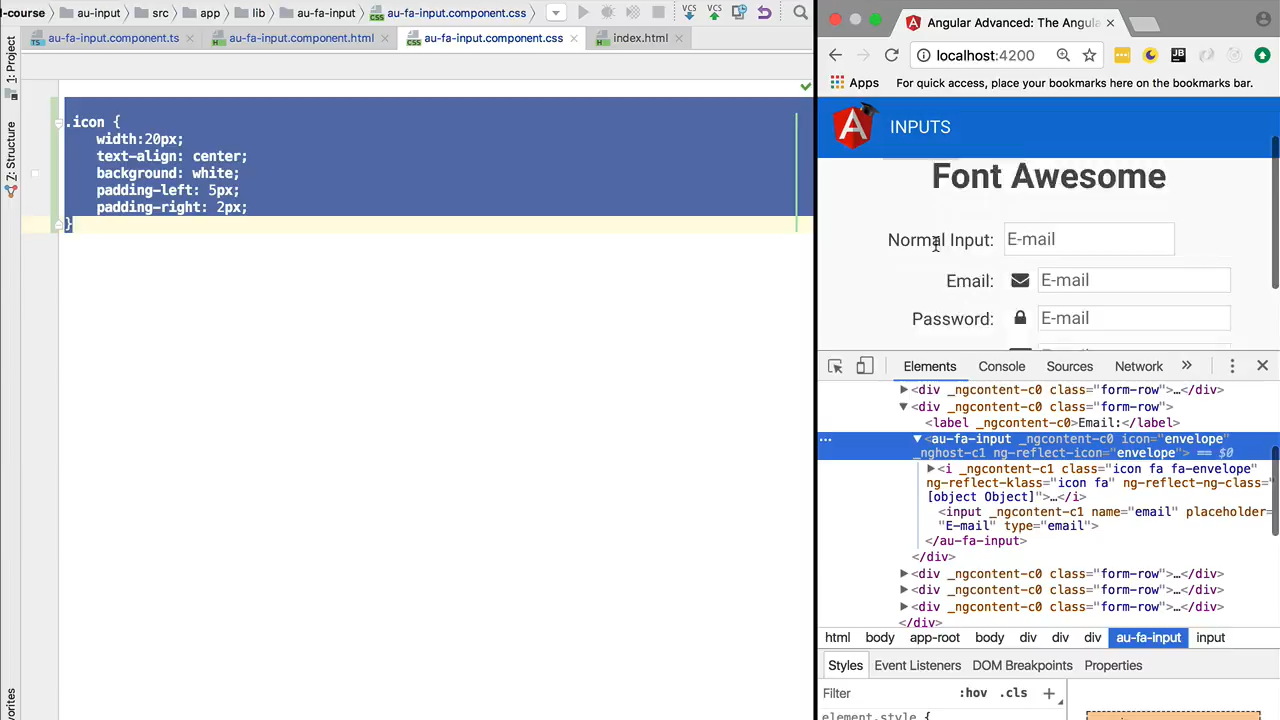 l-course
au-input
src
app
lib
au-fa-input
au-fa-input.component.css
VCS
VCS
au-fa-input.component.ts
au-fa-input.component.html
au-fa-input.component.css
index.html
1: Project
Z: Structure
.icon {
width:20px;
text-align: center;
background: white;
padding-left: 5px;
padding-right: 2px;
}
Angular Advanced: The Angula
localhost:4200
JB
Apps
For quick access, place your bookmarks here on the bookmarks bar.
INPUTS
Font Awesome
Normal Input:
E-mail
Email:
E-mail
Password:
E-mail
Elements
Console
Sources
Network
<div _ngcontent-c0 class="form-row">…</div>
<div _ngcontent-c0 class="form-row">
<label _ngcontent-c0>Email:</label>
<au-fa-input _ngcontent-c0 icon="envelope"
_nghost-c1 ng-reflect-icon="envelope"> == $0
<i _ngcontent-c1 class="icon fa fa-envelope"
ng-reflect-klass="icon fa" ng-reflect-ng-class="
[object Object]">…</i>
<input _ngcontent-c1 name="email" placeholder=
"E-mail" type="email">
</au-fa-input>
</div>
<div _ngcontent-c0 class="form-row">…</div>
<div _ngcontent-c0 class="form-row">…</div>
<div _ngcontent-c0 class="form-row">…</div>
</div>
html
body
app-root
body
div
div
div
au-fa-input
input
Styles
Event Listeners
DOM Breakpoints
Properties
Filter
:hov
.cls
element.style {